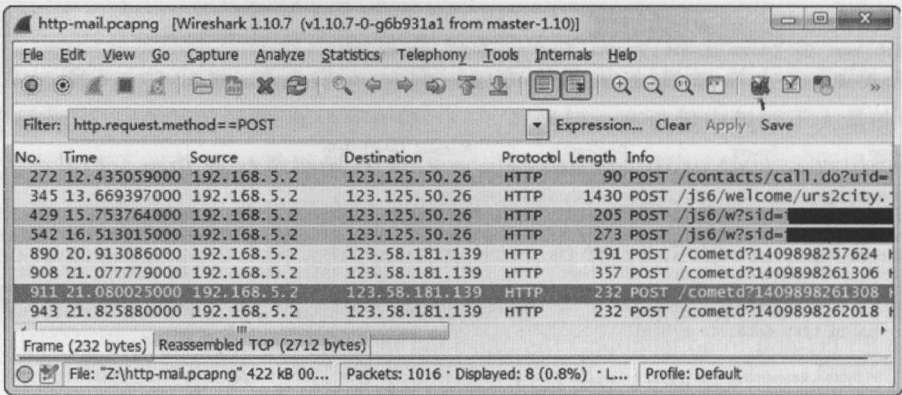 http-mail.pcapng [Wireshark 1.10.7 (v1.10.7-0-g6b931a1 from master-1.10)]
File Edit View Go Capture Analyze Statistics Telephony Tools Internals Help
Filter: http.request.method==POST Expression... Clear Apply Save
No. Time Source Destination Protocol Length Info
272 12.435059000 192.168.5.2 123.125.50.26 HTTP 90 POST /contacts/call.do?uid=
345 13.669397000 192.168.5.2 123.125.50.26 HTTP 1430 POST /js6/welcome/urs2city.
429 15.753764000 192.168.5.2 123.125.50.26 HTTP 205 POST /js6/w?sid=
542 16.513015000 192.168.5.2 123.125.50.26 HTTP 273 POST /js6/w?sid=
890 20.913086000 192.168.5.2 123.58.181.139 HTTP 191 POST /cometd?1409898257624
908 21.077779000 192.168.5.2 123.58.181.139 HTTP 357 POST /cometd?1409898261306
911 21.080025000 192.168.5.2 123.58.181.139 HTTP 232 POST /cometd?1409898261308
943 21.825880000 192.168.5.2 123.58.181.139 HTTP 232 POST /cometd?1409898262018
Frame (232 bytes) Reassembled TCP (2712 bytes)
File: "Z:\http-mail.pcapng" 422 kB 00... Packets: 1016 · Displayed: 8 (0.8%) · L... Profile: Default